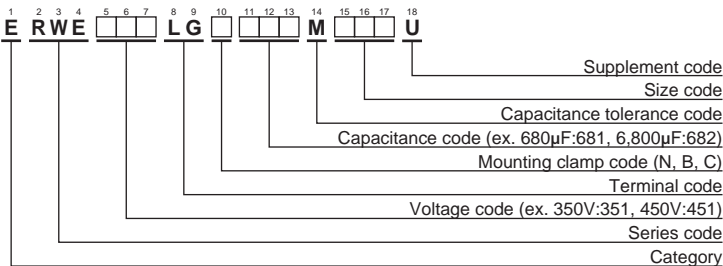 1 2 3 4 5 6 7 8 9 10 11 12 13 14 15 16 17 18
E RWE □□□ LG □ □□□ M □□□ U
Supplement code
Size code
Capacitance tolerance code
Capacitance code (ex. 680μF:681, 6,800μF:682)
Mounting clamp code (N, B, C)
Terminal code
Voltage code (ex. 350V:351, 450V:451)
Series code
Category